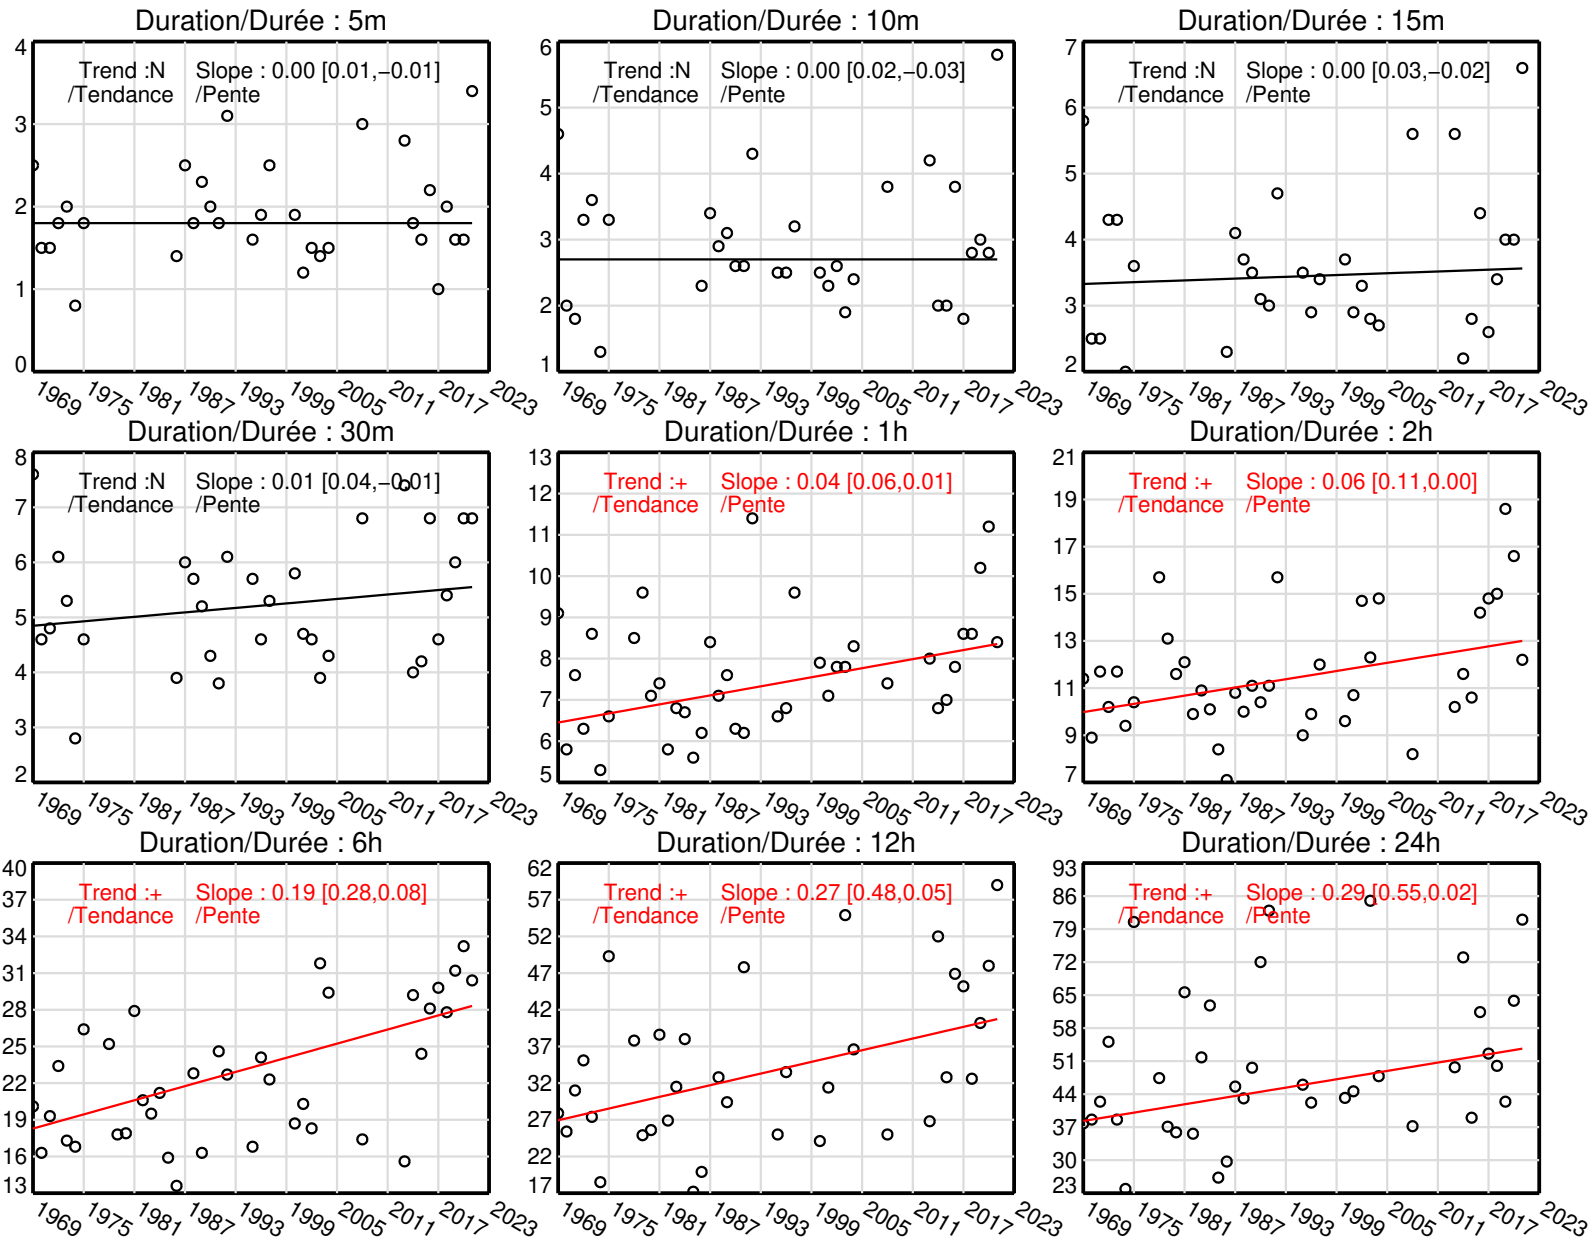 Duration/Durée : 5m
Trend :N Slope : 0.00 [0.01,−0.01]
/Tendance /Pente
4
3
2
1
0
1969 1975 1981 1987 1993 1999 2005 2011 2017 2023
Duration/Durée : 10m
Trend :N Slope : 0.00 [0.02,−0.03]
/Tendance /Pente
6
5
4
3
2
1
1969 1975 1981 1987 1993 1999 2005 2011 2017 2023
Duration/Durée : 15m
Trend :N Slope : 0.00 [0.03,−0.02]
/Tendance /Pente
7
6
5
4
3
2
1969 1975 1981 1987 1993 1999 2005 2011 2017 2023
Duration/Durée : 30m
Trend :N Slope : 0.01 [0.04,−0.01]
/Tendance /Pente
8
7
6
5
4
3
2
1969 1975 1981 1987 1993 1999 2005 2011 2017 2023
Duration/Durée : 1h
Trend :+ Slope : 0.04 [0.06,0.01]
/Tendance /Pente
13
12
11
10
9
8
7
6
5
1969 1975 1981 1987 1993 1999 2005 2011 2017 2023
Duration/Durée : 2h
Trend :+ Slope : 0.06 [0.11,0.00]
/Tendance /Pente
21
19
17
15
13
11
9
7
1969 1975 1981 1987 1993 1999 2005 2011 2017 2023
Duration/Durée : 6h
Trend :+ Slope : 0.19 [0.28,0.08]
/Tendance /Pente
40
37
34
31
28
25
22
19
16
13
1969 1975 1981 1987 1993 1999 2005 2011 2017 2023
Duration/Durée : 12h
Trend :+ Slope : 0.27 [0.48,0.05]
/Tendance /Pente
62
57
52
47
42
37
32
27
22
17
1969 1975 1981 1987 1993 1999 2005 2011 2017 2023
Duration/Durée : 24h
Trend :+ Slope : 0.29 [0.55,0.02]
/Tendance /Pente
93
86
79
72
65
58
51
44
37
30
23
1969 1975 1981 1987 1993 1999 2005 2011 2017 2023